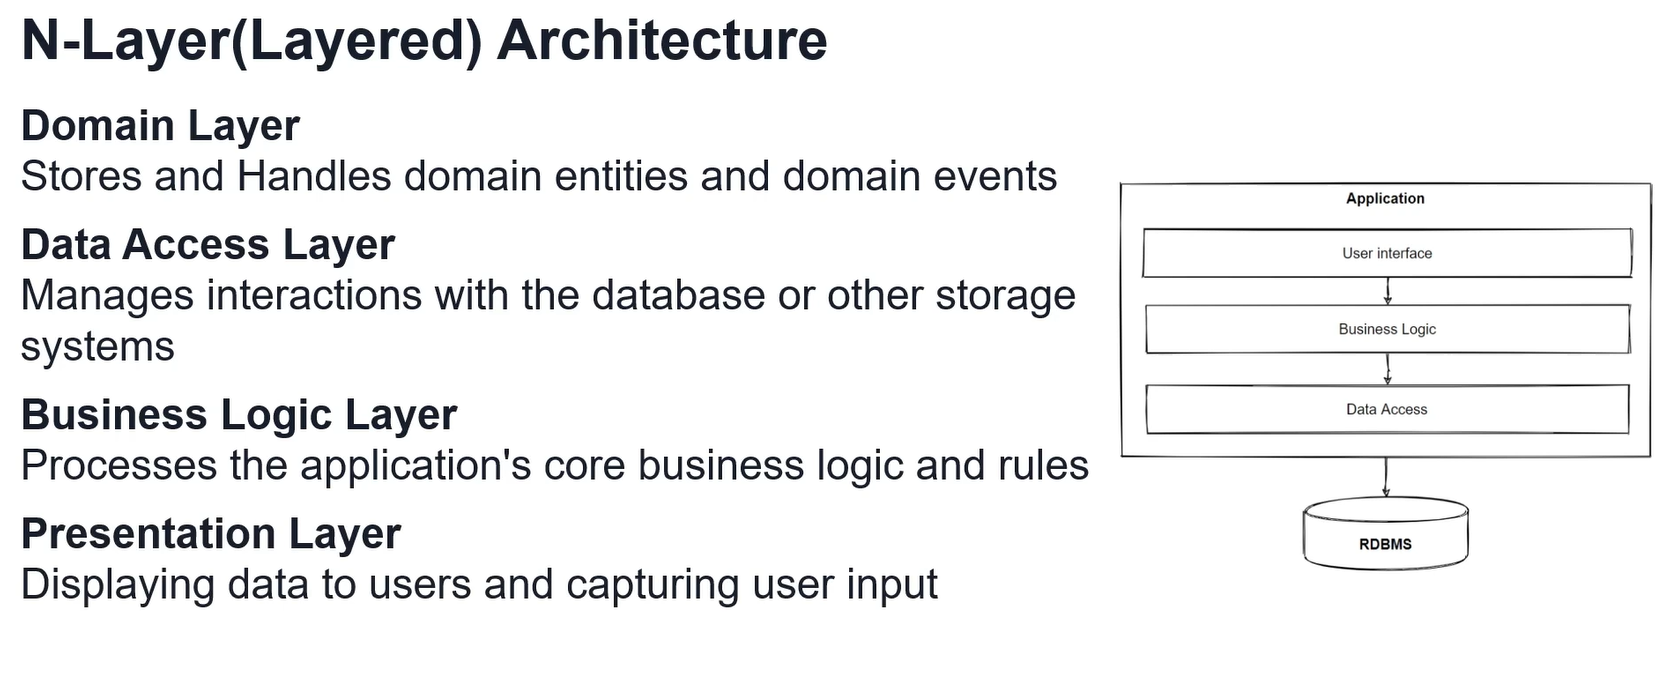 N-Layer(Layered) Architecture
Domain Layer
Stores and Handles domain entities and domain events
Data Access Layer
Manages interactions with the database or other storage
systems
Business Logic Layer
Processes the application's core business logic and rules
Presentation Layer
Displaying data to users and capturing user input
Application
User interface
Business Logic
Data Access
RDBMS